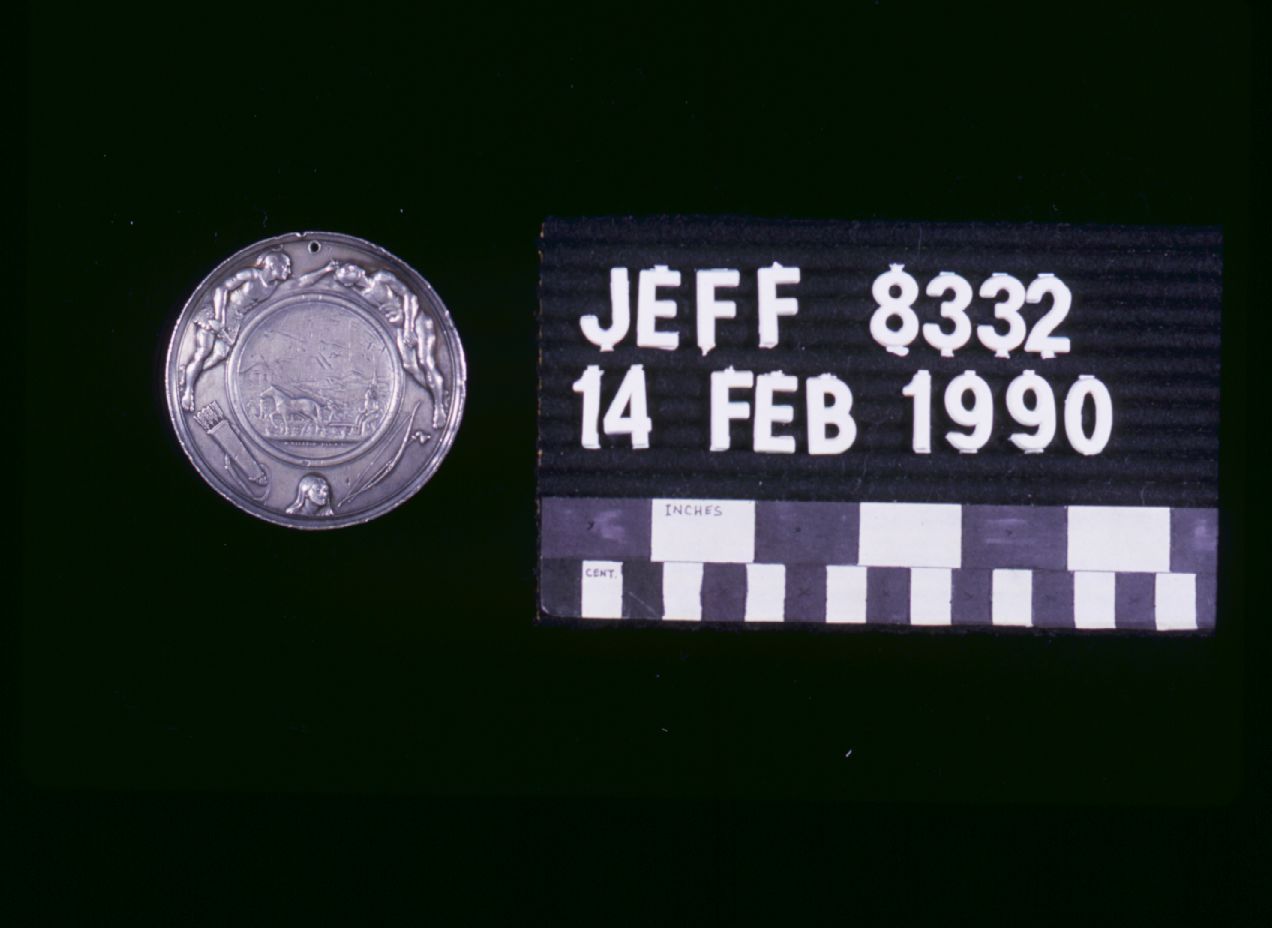 JEFF 8332
14 FEB 1990
INCHES
CENT.